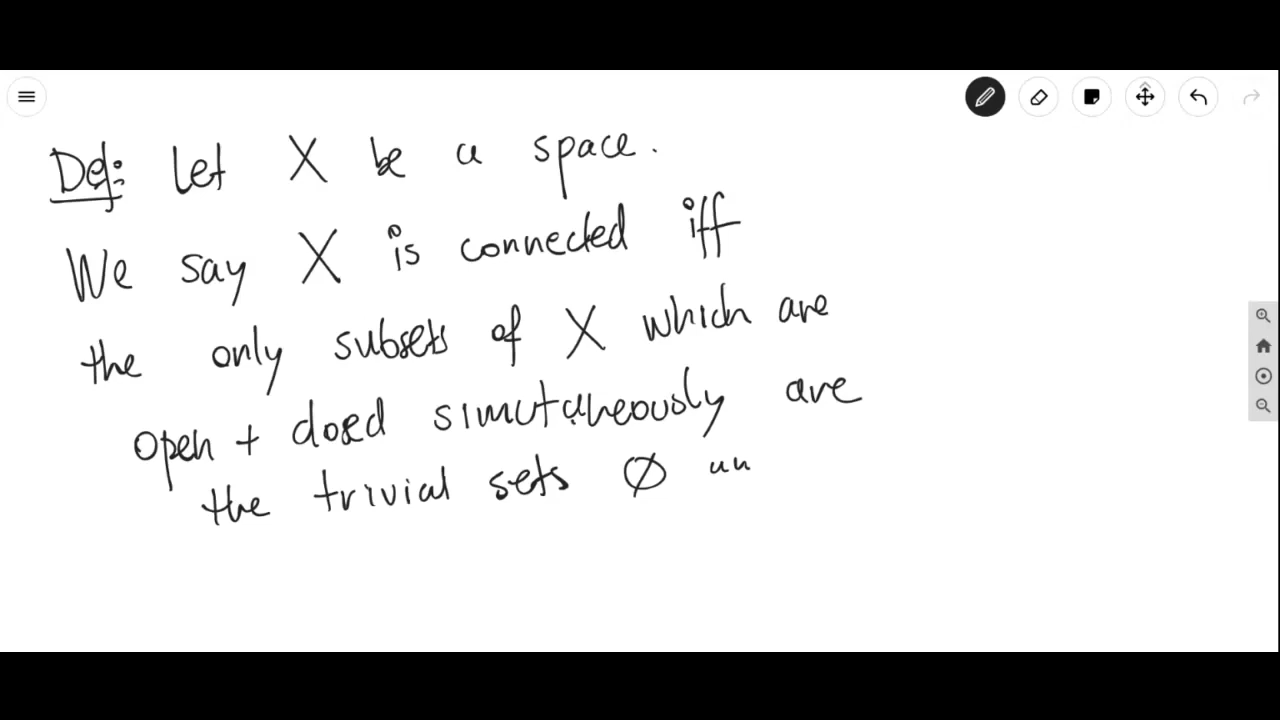 Def: Let X be a space.
We say X is connected iff
the only subsets of X which are
open + closed simutaneously are
the trivial sets ∅ an